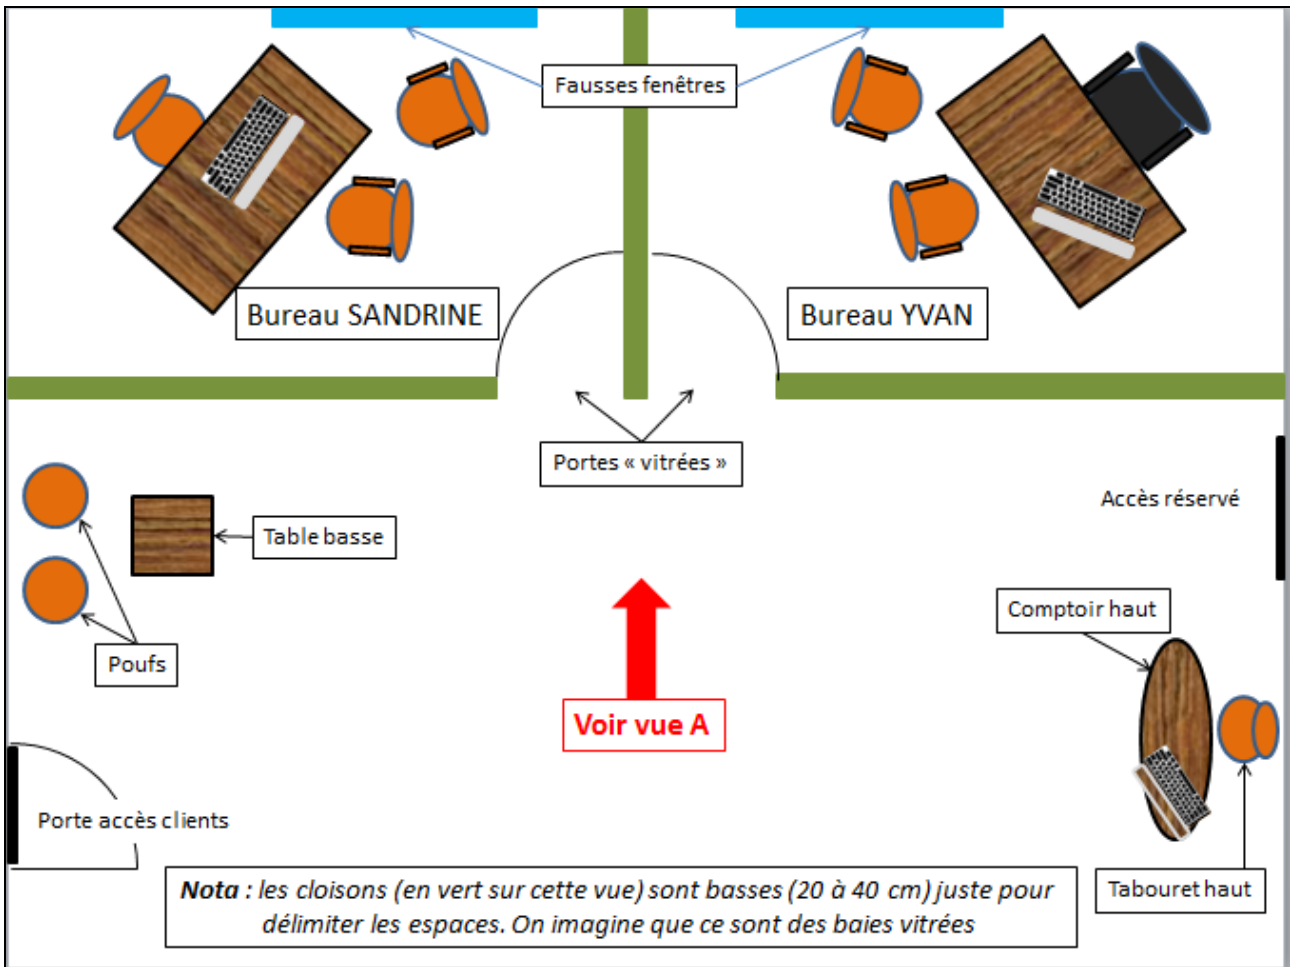 Fausses fenêtres
Bureau SANDRINE
Bureau YVAN
Portes « vitrées »
Accès réservé
Table basse
Comptoir haut
Poufs
Voir vue A
Porte accès clients
Tabouret haut
Nota : les cloisons (en vert sur cette vue) sont basses (20 à 40 cm) juste pour
délimiter les espaces. On imagine que ce sont des baies vitrées